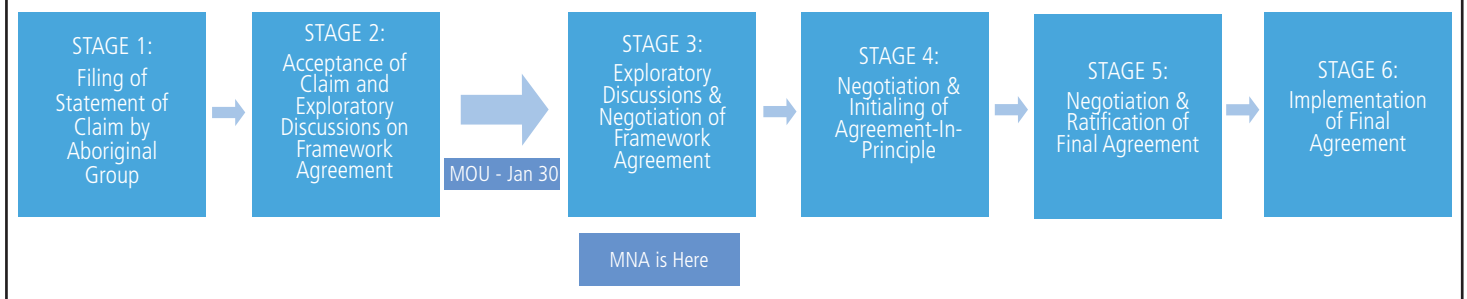 STAGE 1:
Filing of
Statement of
Claim by
Aboriginal
Group
STAGE 2:
Acceptance of
Claim and
Exploratory
Discussions on
Framework
Agreement
MOU - Jan 30
STAGE 3:
Exploratory
Discussions &
Negotiation of
Framework
Agreement
MNA is Here
STAGE 4:
Negotiation &
Initialing of
Agreement-In-
Principle
STAGE 5:
Negotiation &
Ratification of
Final Agreement
STAGE 6:
Implementation
of Final
Agreement